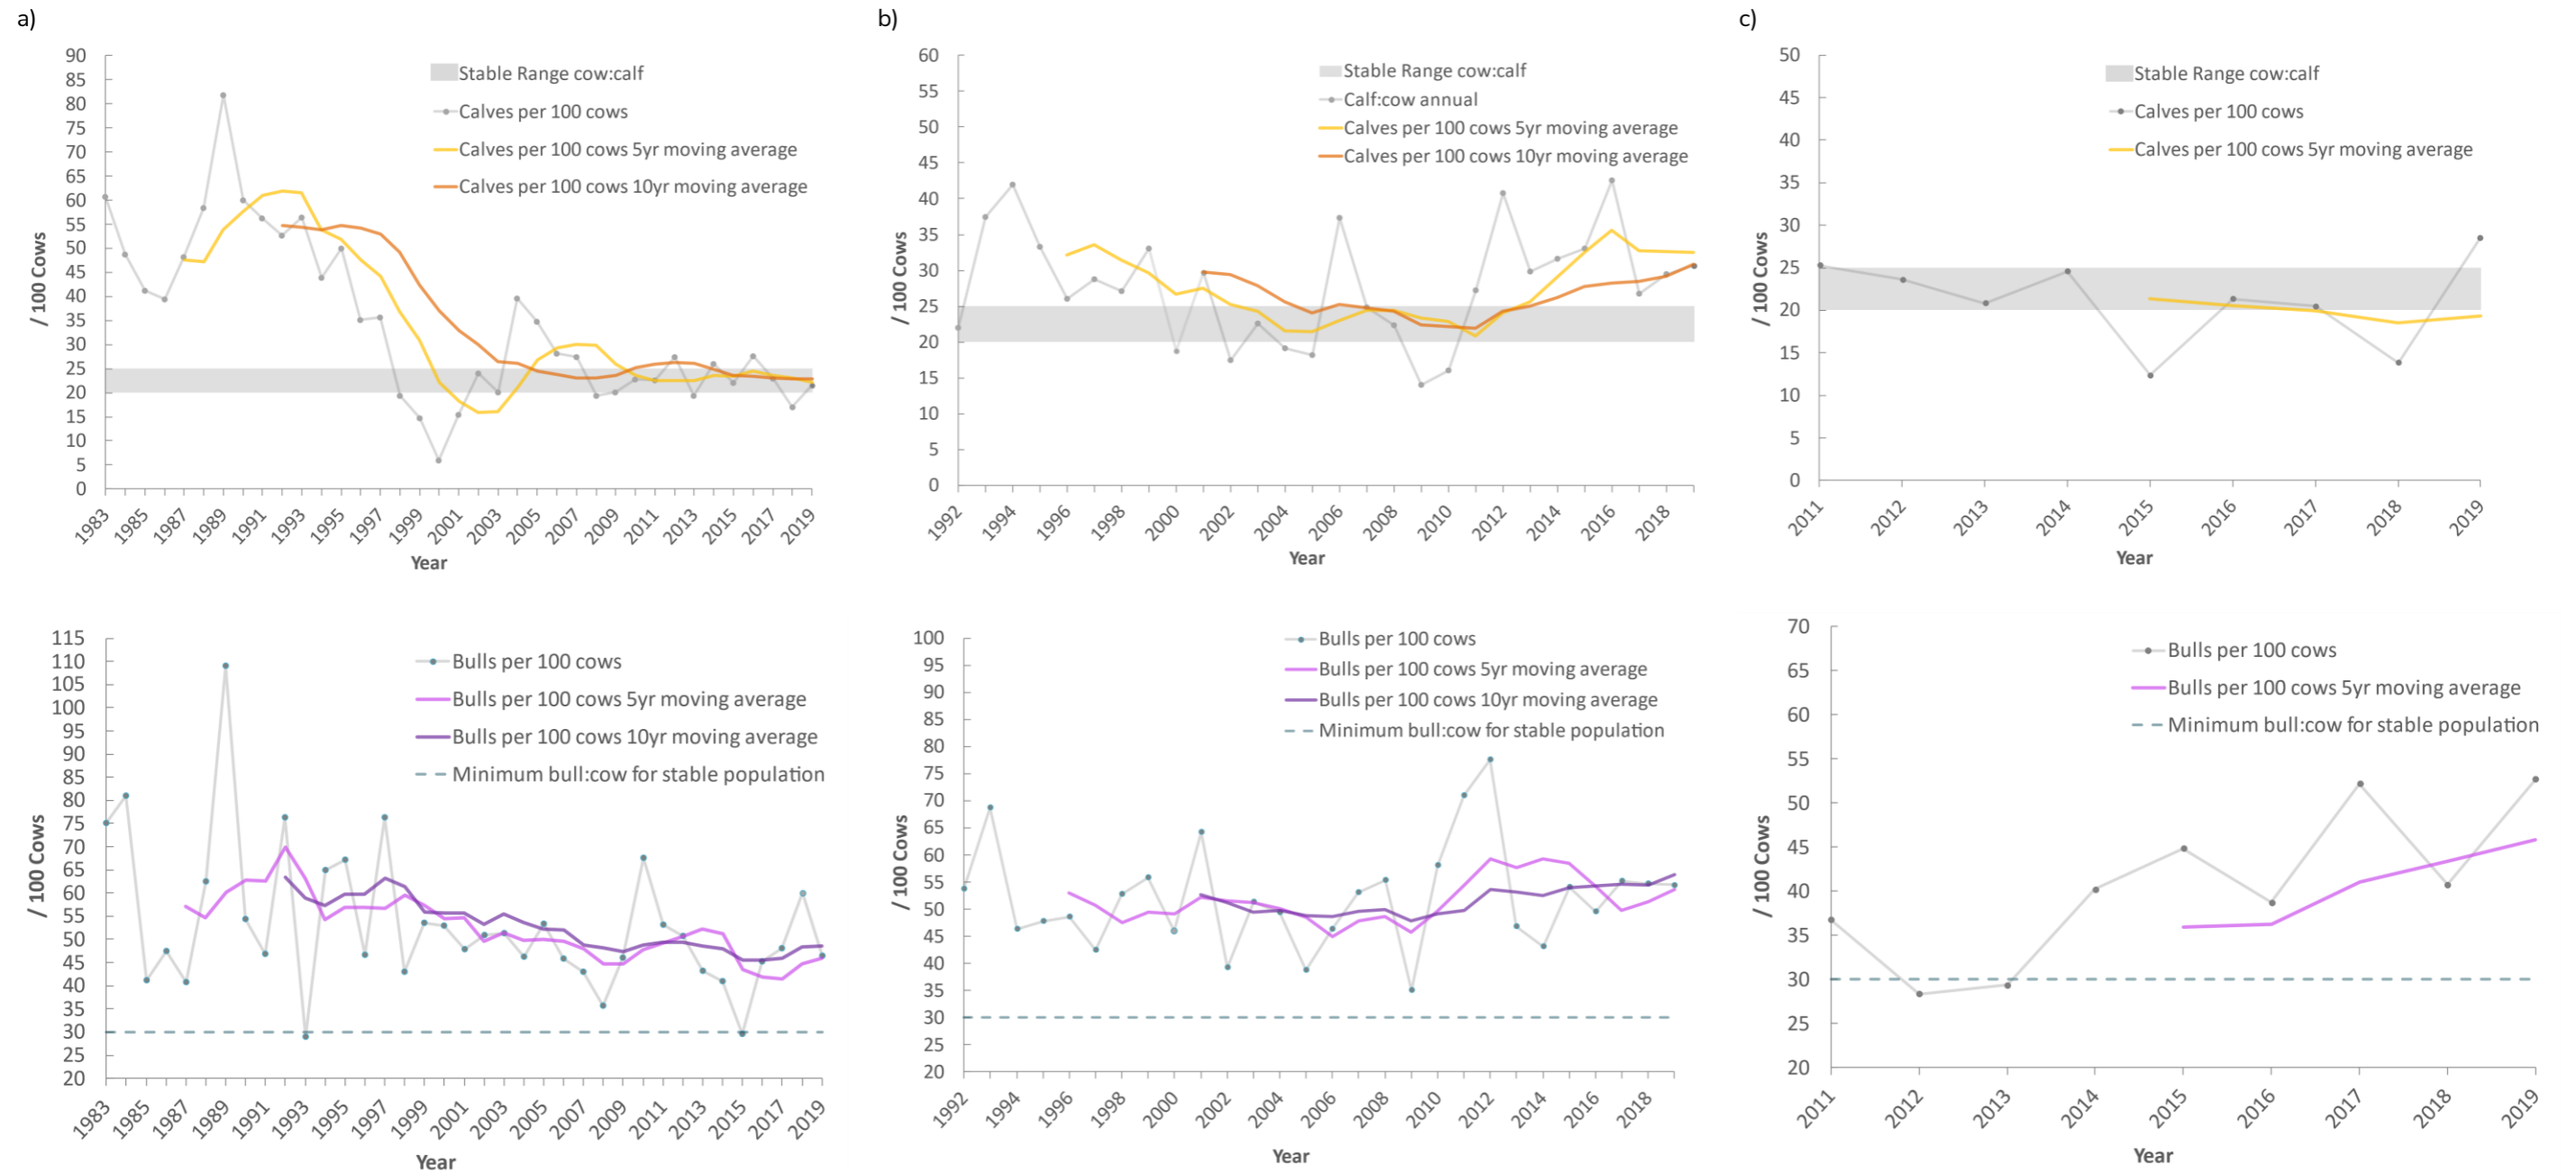 a)
90
85
80
75
70
65
60
55
50
45
40
35
30
25
20
15
10
5
0
/ 100 Cows
Stable Range cow:calf
Calves per 100 cows
Calves per 100 cows 5yr moving average
Calves per 100 cows 10yr moving average
1983 1985 1987 1989 1991 1993 1995 1997 1999 2001 2003 2005 2007 2009 2011 2013 2015 2017 2019
Year
b)
60
55
50
45
40
35
30
25
20
15
10
5
0
/ 100 Cows
Stable Range cow:calf
Calf:cow annual
Calves per 100 cows 5yr moving average
Calves per 100 cows 10yr moving average
1992 1994 1996 1998 2000 2002 2004 2006 2008 2010 2012 2014 2016 2018
Year
c)
50
45
40
35
30
25
20
15
10
5
0
/ 100 Cows
Stable Range cow:calf
Calves per 100 cows
Calves per 100 cows 5yr moving average
2011 2012 2013 2014 2015 2016 2017 2018 2019
Year
115
110
105
100
95
90
85
80
75
70
65
60
55
50
45
40
35
30
25
20
/ 100 Cows
Bulls per 100 cows
Bulls per 100 cows 5yr moving average
Bulls per 100 cows 10yr moving average
Minimum bull:cow for stable population
1983 1985 1987 1989 1991 1993 1995 1997 1999 2001 2003 2005 2007 2009 2011 2013 2015 2017 2019
Year
100
95
90
85
80
75
70
65
60
55
50
45
40
35
30
25
20
/ 100 Cows
Bulls per 100 cows
Bulls per 100 cows 5yr moving average
Bulls per 100 cows 10yr moving average
Minimum bull:cow for stable population
1992 1994 1996 1998 2000 2002 2004 2006 2008 2010 2012 2014 2016 2018
Year
70
65
60
55
50
45
40
35
30
25
20
/ 100 Cows
Bulls per 100 cows
Bulls per 100 cows 5yr moving average
Minimum bull:cow for stable population
2011 2012 2013 2014 2015 2016 2017 2018 2019
Year